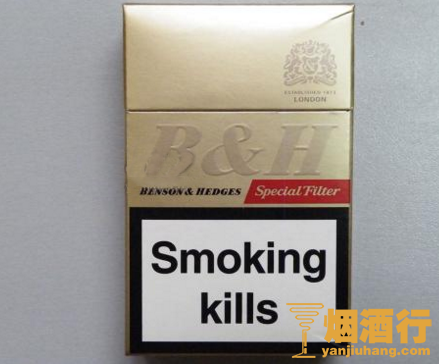 ESTABLISHED 1873
LONDON
B&H
BENSON & HEDGES Special Filter
Smoking
kills
烟酒行
yanjiuhang.com